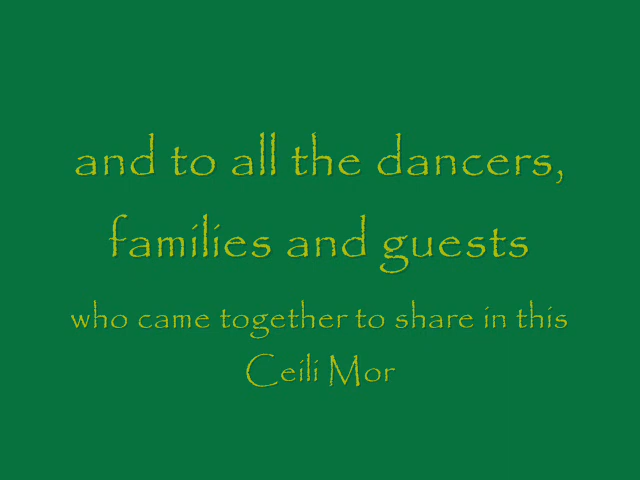 and to all the dancers,
families and guests
who came together to share in this
Ceili Mor